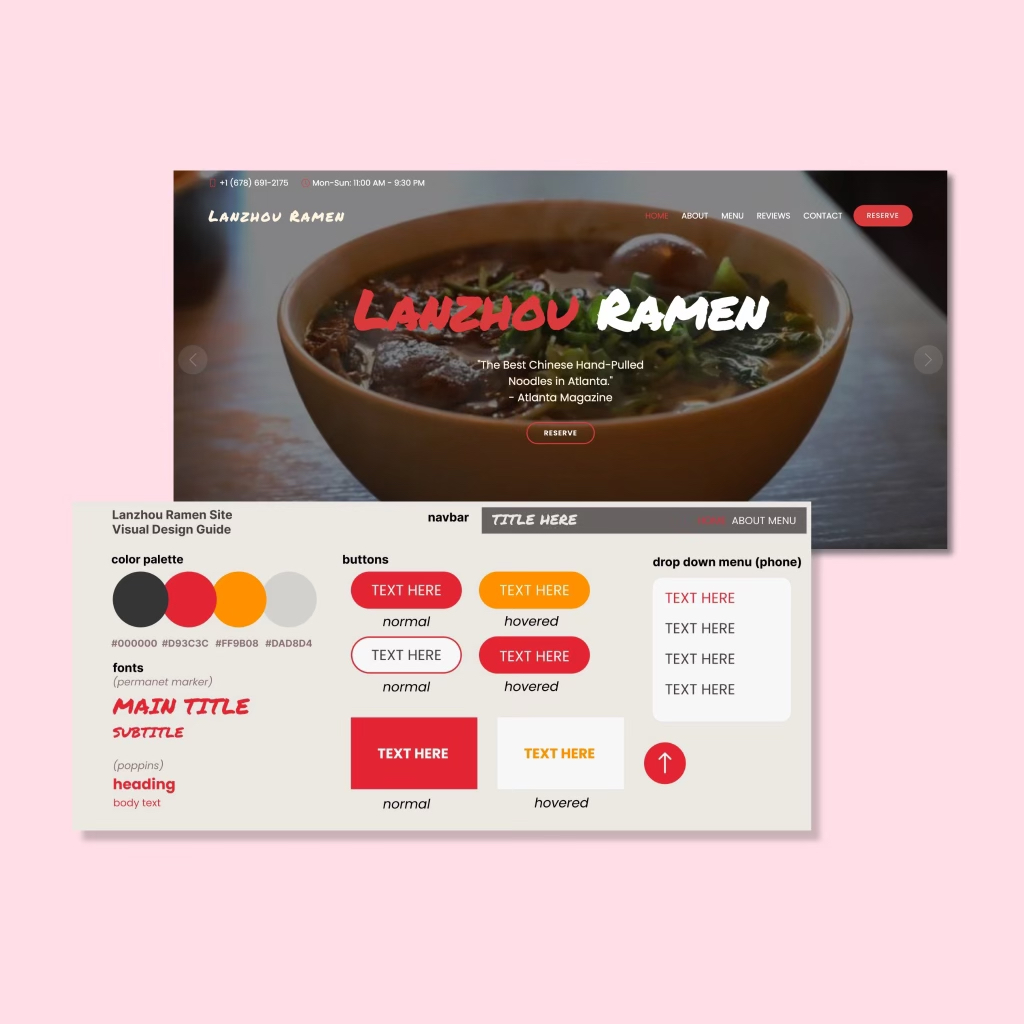 +1 (678) 691-2175 Mon-Sun: 11:00 AM - 9:30 PM
Lanzhou Ramen HOME ABOUT MENU REVIEWS CONTACT RESERVE
Lanzhou Ramen
"The Best Chinese Hand-Pulled
Noodles in Atlanta."
- Atlanta Magazine
RESERVE
Lanzhou Ramen Site
Visual Design Guide
navbar
TITLE HERE HOME ABOUT MENU
color palette
#000000 #D93C3C #FF9B08 #DAD8D4
fonts
(permanet marker)
MAIN TITLE
SUBTITLE
(poppins)
heading
body text
buttons
TEXT HERE TEXT HERE
normal hovered
TEXT HERE TEXT HERE
normal hovered
TEXT HERE TEXT HERE
normal hovered
drop down menu (phone)
TEXT HERE
TEXT HERE
TEXT HERE
TEXT HERE